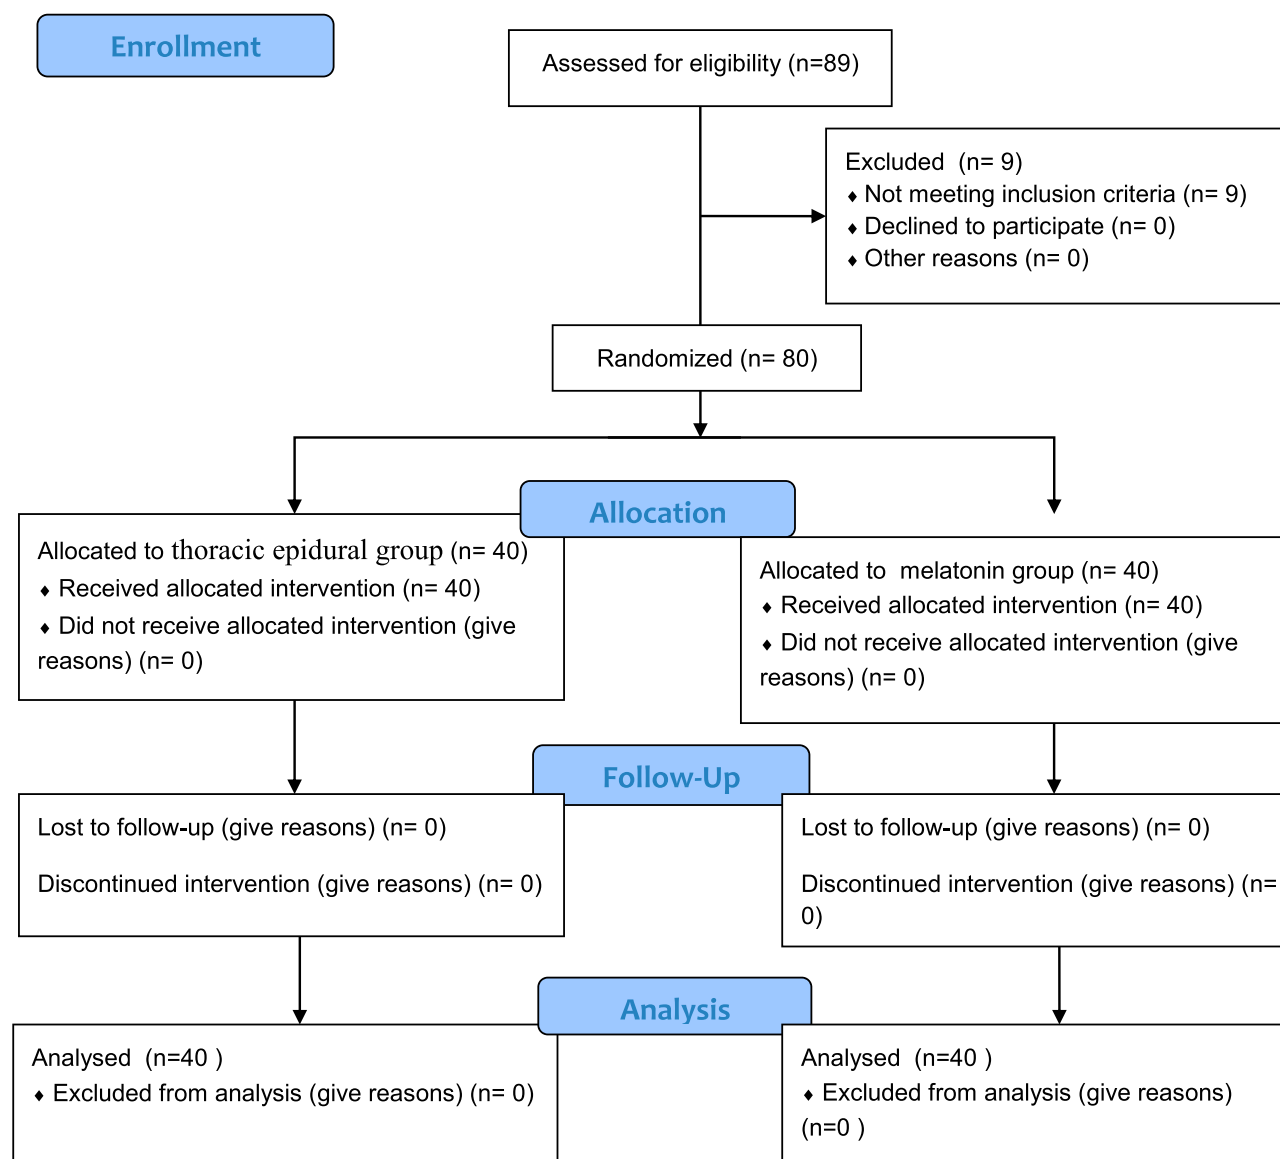 Enrollment
Assessed for eligibility (n=89)
Excluded (n= 9)
♦ Not meeting inclusion criteria (n= 9)
♦ Declined to participate (n= 0)
♦ Other reasons (n= 0)
Randomized (n= 80)
Allocation
Allocated to thoracic epidural group (n= 40)
♦ Received allocated intervention (n= 40)
♦ Did not receive allocated intervention (give
reasons) (n= 0)
Allocated to melatonin group (n= 40)
♦ Received allocated intervention (n= 40)
♦ Did not receive allocated intervention (give
reasons) (n= 0)
Follow-Up
Lost to follow-up (give reasons) (n= 0)
Discontinued intervention (give reasons) (n= 0)
Lost to follow-up (give reasons) (n= 0)
Discontinued intervention (give reasons) (n=
0)
Analysis
Analysed (n=40 )
♦ Excluded from analysis (give reasons) (n= 0)
Analysed (n=40 )
♦ Excluded from analysis (give reasons)
(n=0 )